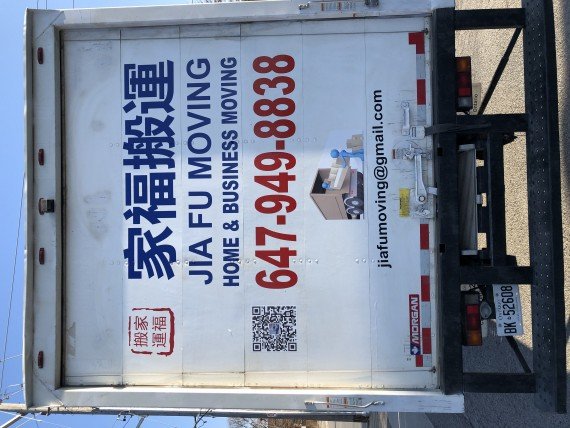 家福搬運
JIA FU MOVING
HOME & BUSINESS MOVING
647-949-8838
jiafumoving@gmail.com
搬家
運福
MORGAN
MORGAN
BK 52608